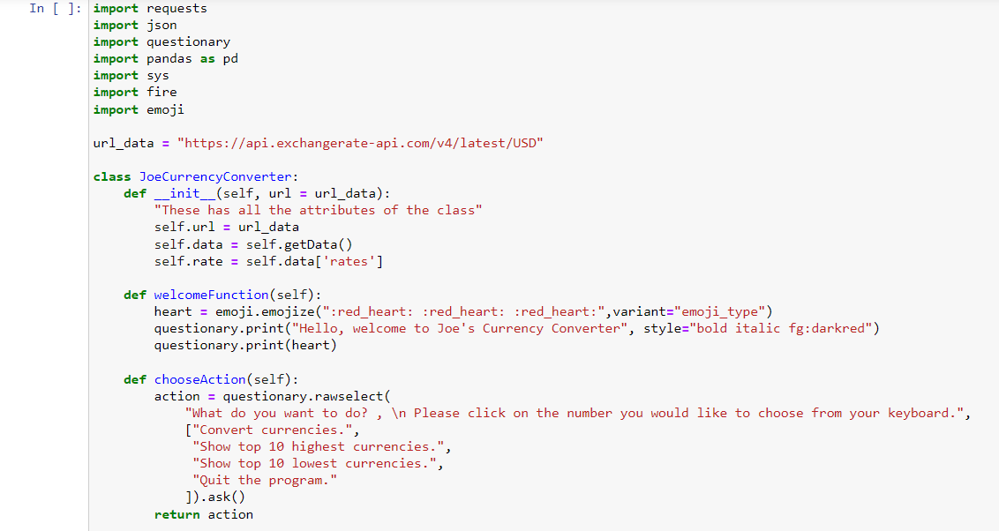 In [ ]: import requests
import json
import questionary
import pandas as pd
import sys
import fire
import emoji

url_data = "https://api.exchangerate-api.com/v4/latest/USD"

class JoeCurrencyConverter:
    def __init__(self, url = url_data):
        "These has all the attributes of the class"
        self.url = url_data
        self.data = self.getData()
        self.rate = self.data['rates']

    def welcomeFunction(self):
        heart = emoji.emojize(":red_heart: :red_heart: :red_heart:",variant="emoji_type")
        questionary.print("Hello, welcome to Joe's Currency Converter", style="bold italic fg:darkred")
        questionary.print(heart)

    def chooseAction(self):
        action = questionary.rawselect(
            "What do you want to do? , \n Please click on the number you would like to choose from your keyboard.",
            ["Convert currencies.",
             "Show top 10 highest currencies.",
             "Show top 10 lowest currencies.",
             "Quit the program."
            ]).ask()
        return action